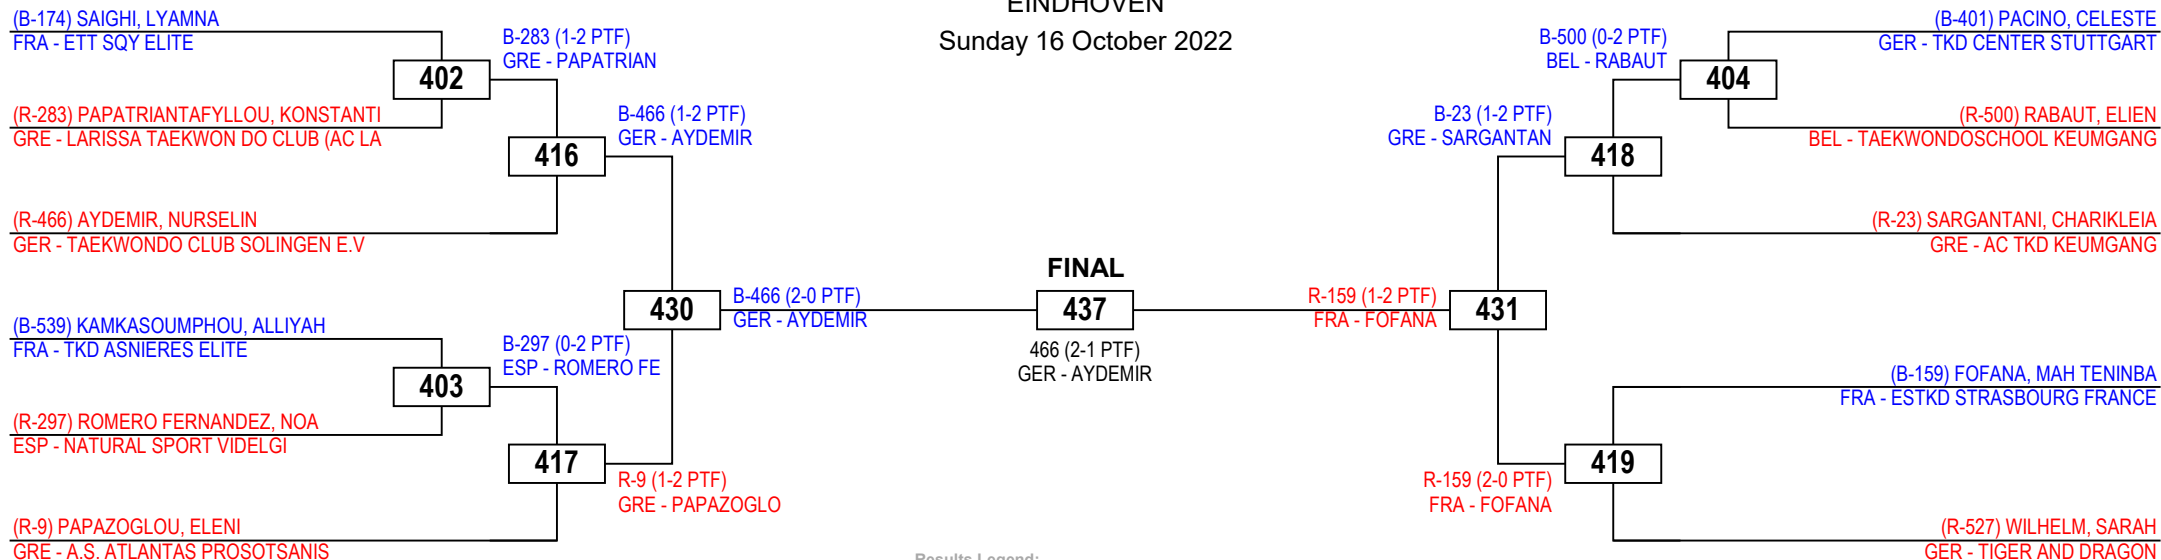 EINDHOVEN
Sunday 16 October 2022
(B-174) SAIGHI, LYAMNA
FRA - ETT SQY ELITE
402
(R-283) PAPATRIANTAFYLLOU, KONSTANTI
GRE - LARISSA TAEKWON DO CLUB (AC LA
B-283 (1-2 PTF)
GRE - PAPATRIAN
416
(R-466) AYDEMIR, NURSELIN
GER - TAEKWONDO CLUB SOLINGEN E.V
B-466 (1-2 PTF)
GER - AYDEMIR
430
(B-539) KAMKASOUMPHOU, ALLIYAH
FRA - TKD ASNIERES ELITE
403
(R-297) ROMERO FERNANDEZ, NOA
ESP - NATURAL SPORT VIDELGI
B-297 (0-2 PTF)
ESP - ROMERO FE
417
(R-9) PAPAZOGLOU, ELENI
GRE - A.S. ATLANTAS PROSOTSANIS
R-9 (1-2 PTF)
GRE - PAPAZOGLO
B-466 (2-0 PTF)
GER - AYDEMIR
FINAL
437
466 (2-1 PTF)
GER - AYDEMIR
R-159 (1-2 PTF)
FRA - FOFANA
431
B-23 (1-2 PTF)
GRE - SARGANTAN
418
B-500 (0-2 PTF)
BEL - RABAUT
404
(B-401) PACINO, CELESTE
GER - TKD CENTER STUTTGART
(R-500) RABAUT, ELIEN
BEL - TAEKWONDOSCHOOL KEUMGANG
(R-23) SARGANTANI, CHARIKLEIA
GRE - AC TKD KEUMGANG
R-159 (2-0 PTF)
FRA - FOFANA
419
(B-159) FOFANA, MAH TENINBA
FRA - ESTKD STRASBOURG FRANCE
(R-527) WILHELM, SARAH
GER - TIGER AND DRAGON
Results Legend: